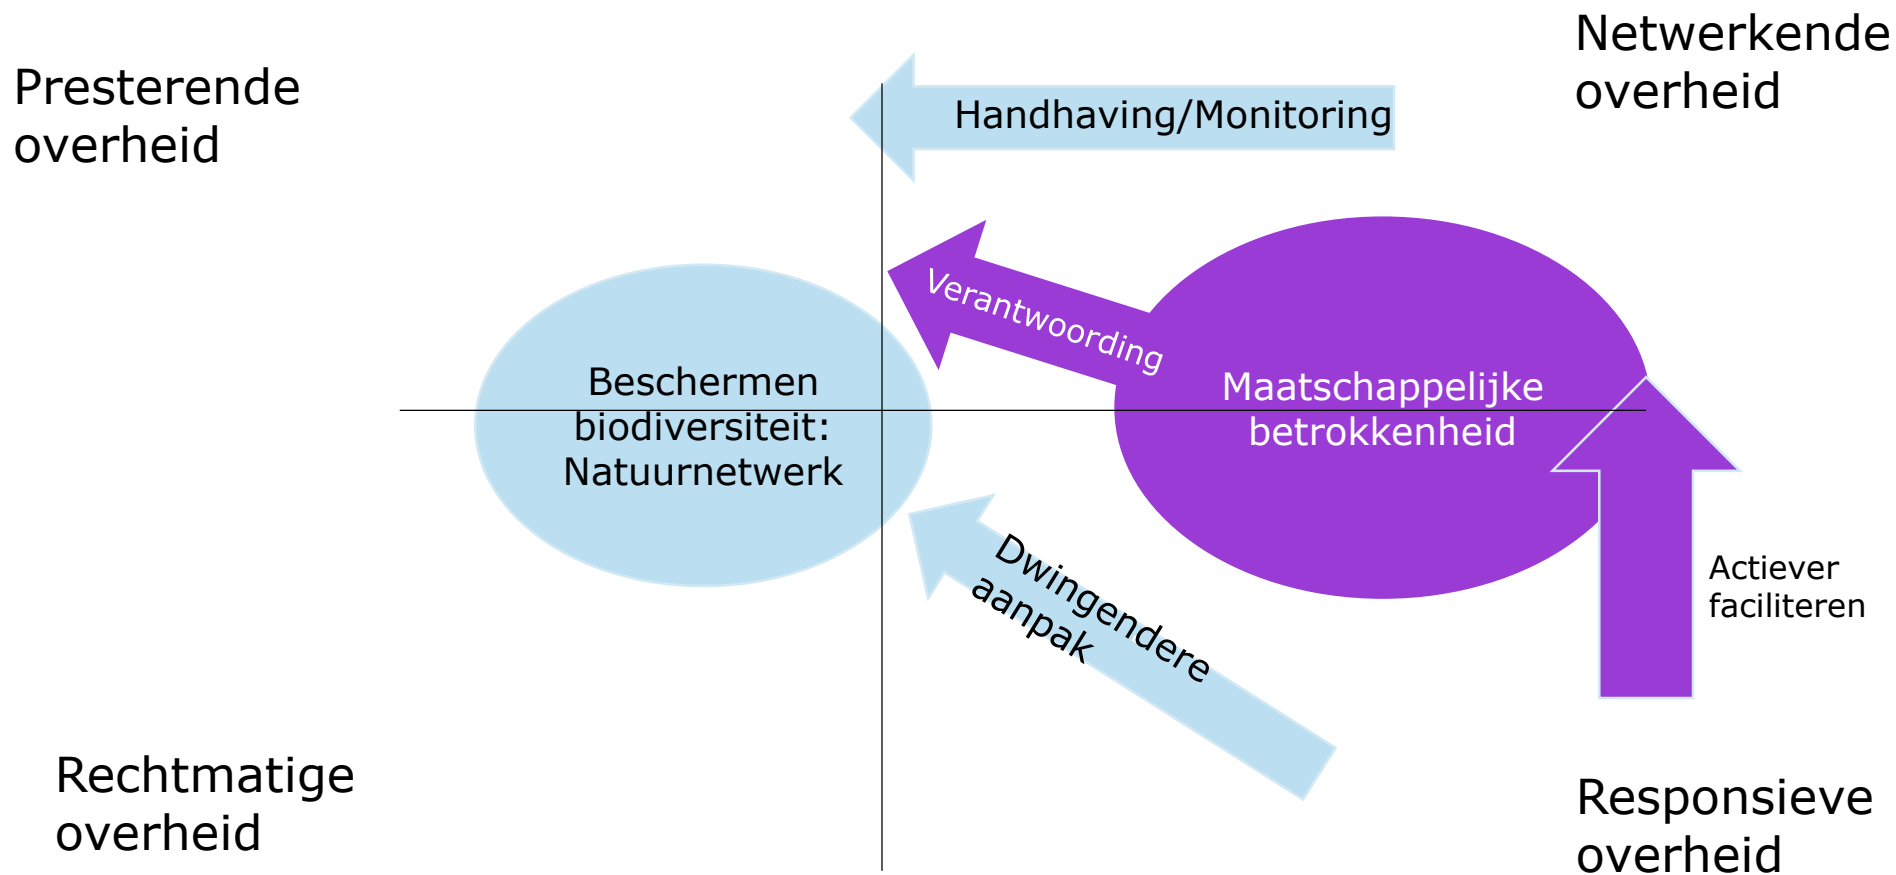 Presterende
overheid
Netwerkende
overheid
Handhaving/Monitoring
Verantwoording
Beschermen
biodiversiteit:
Natuurnetwerk
Maatschappelijke
betrokkenheid
Dwingendere
aanpak
Actiever
faciliteren
Rechtmatige
overheid
Responsieve
overheid